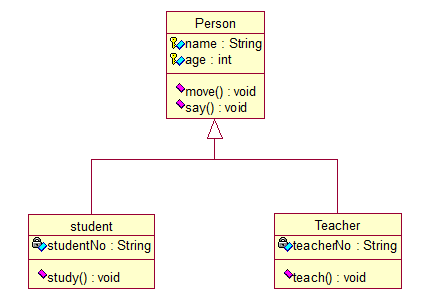 Person
name : String
age : int
move() : void
say() : void
student
studentNo : String
study() : void
Teacher
teacherNo : String
teach() : void